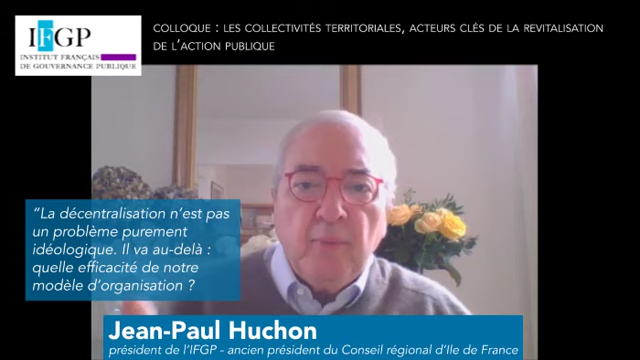 IFGP
INSTITUT FRANÇAIS
DE GOUVERNANCE PUBLIQUE
COLLOQUE : LES COLLECTIVITÉS TERRITORIALES, ACTEURS CLÉS DE LA REVITALISATION
DE L'ACTION PUBLIQUE
“La décentralisation n’est pas
un problème purement
idéologique. Il va au-delà :
quelle efficacité de notre
modèle d’organisation ?
Jean-Paul Huchon
président de l’IFGP - ancien président du Conseil régional d’Ile de France